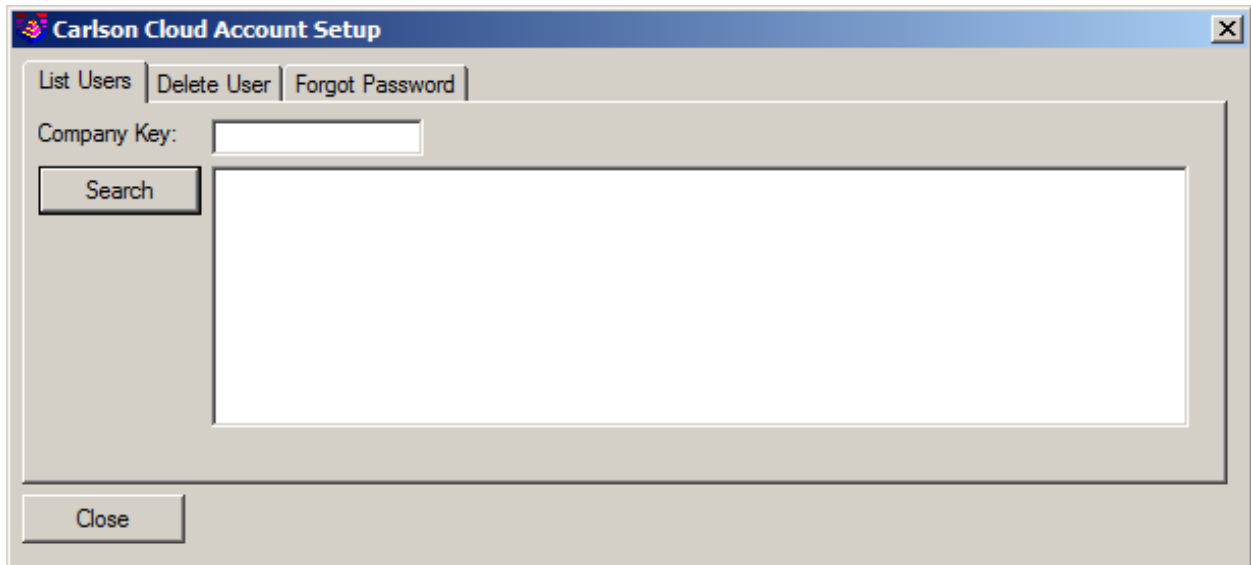 Carlson Cloud Account Setup
List Users Delete User Forgot Password
Company Key:
Search
Close